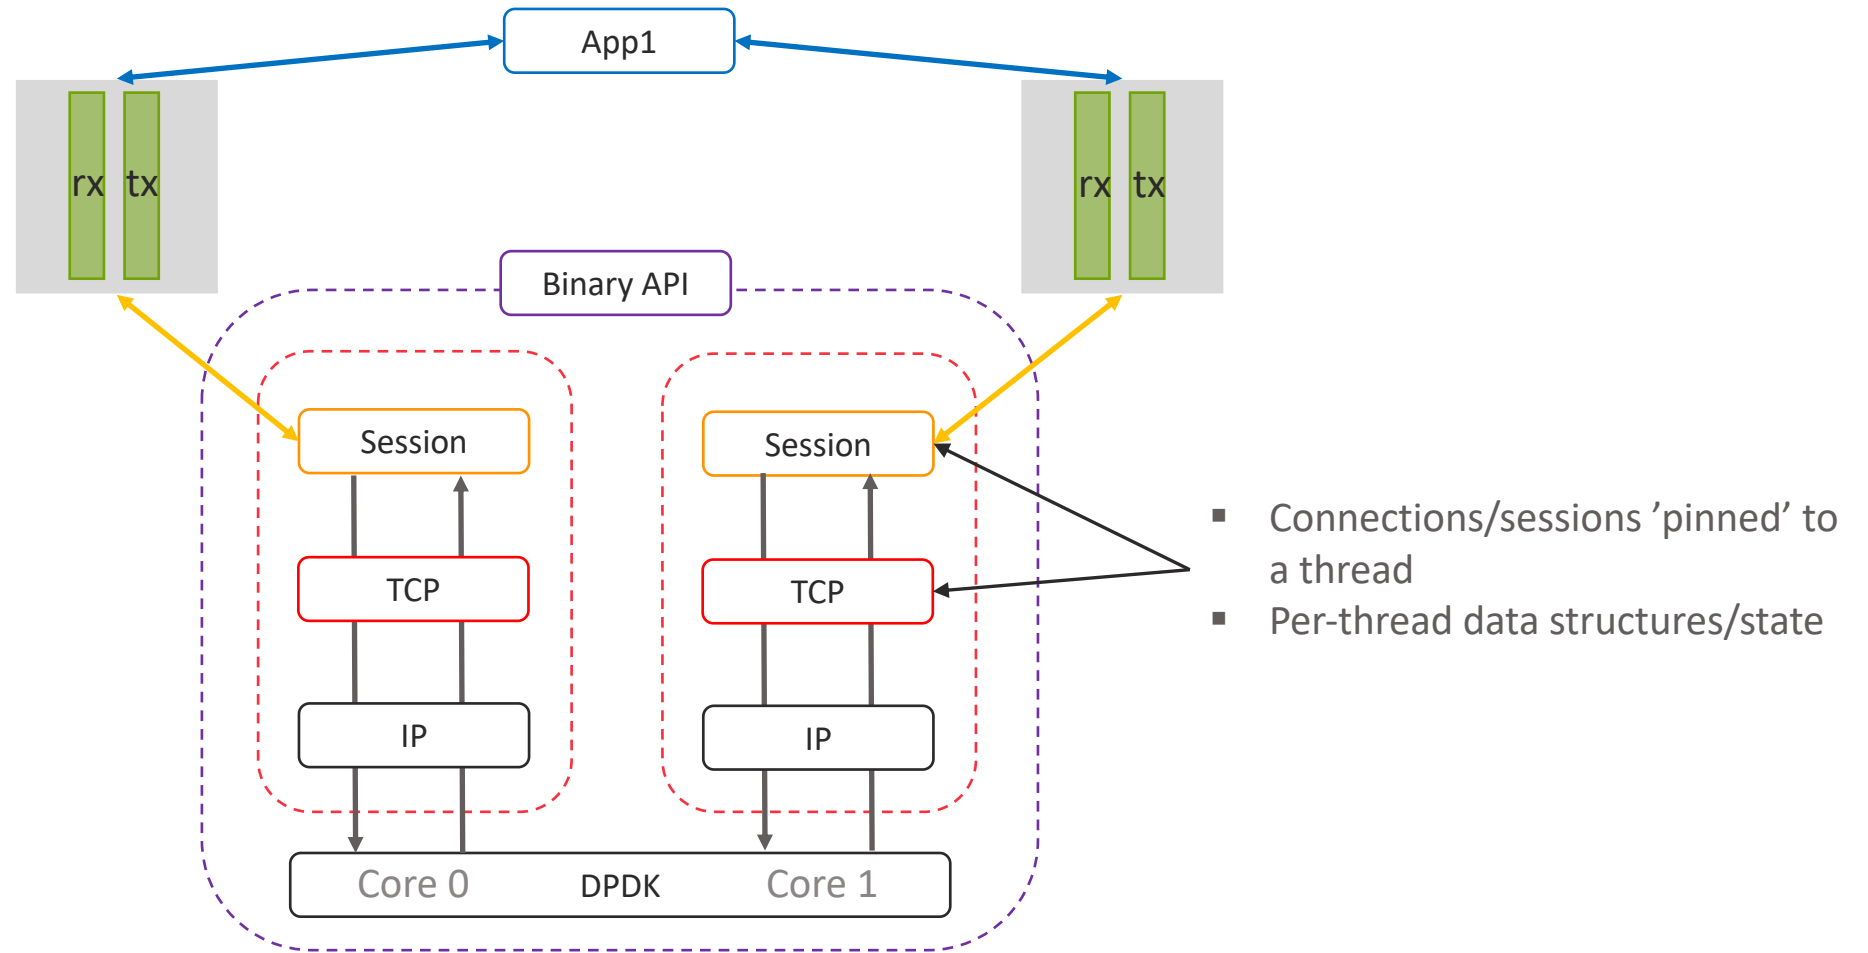 App1
rx tx
rx tx
Binary API
Session
Session
TCP
TCP
IP
IP
Core 0 DPDK Core 1
▪ Connections/sessions ’pinned’ to
a thread
▪ Per-thread data structures/state